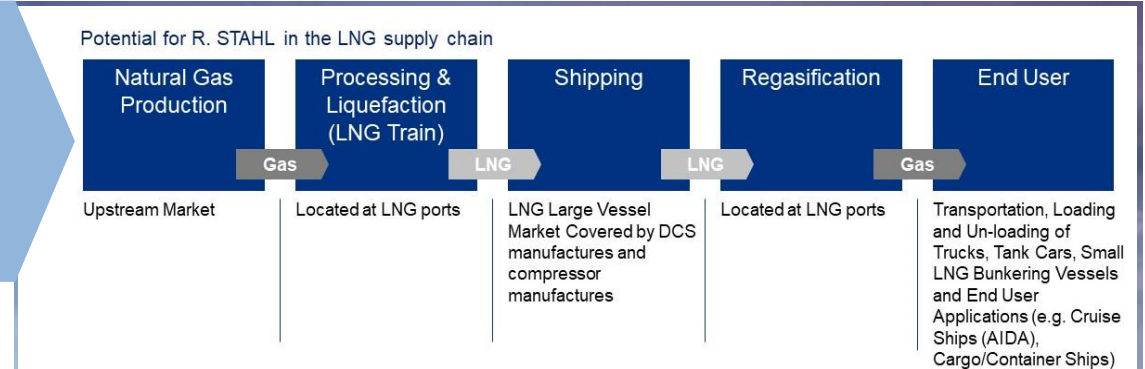 Potential for R. STAHL in the LNG supply chain
Natural Gas
Production
Processing &
Liquefaction
(LNG Train)
Shipping
Regasification
End User
Gas
LNG
LNG
Gas
Upstream Market
Located at LNG ports
LNG Large Vessel
Market Covered by DCS
manufactures and
compressor
manufactures
Located at LNG ports
Transportation, Loading
and Un-loading of
Trucks, Tank Cars, Small
LNG Bunkering Vessels
and End User
Applications (e.g. Cruise
Ships (AIDA),
Cargo/Container Ships)